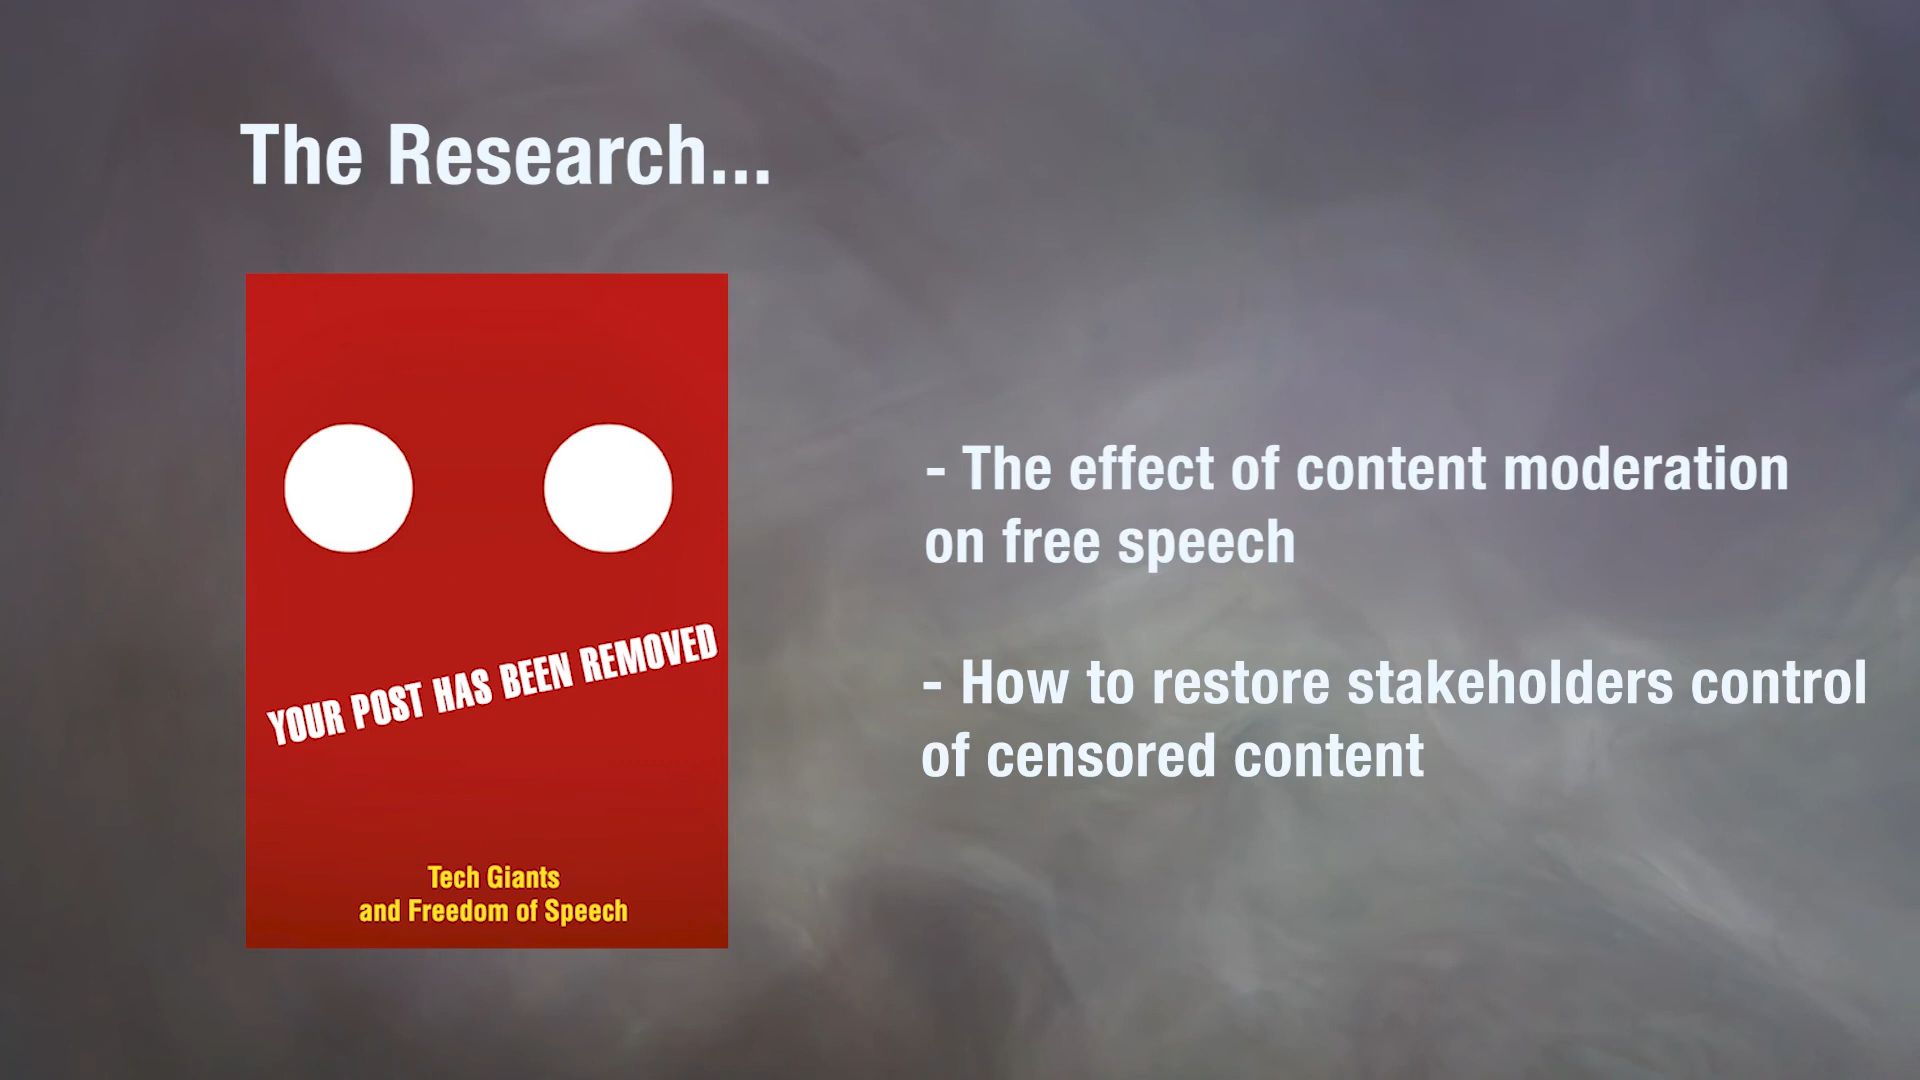 The Research...
YOUR POST HAS BEEN REMOVED
Tech Giants
and Freedom of Speech
- The effect of content moderation
on free speech
- How to restore stakeholders control
of censored content